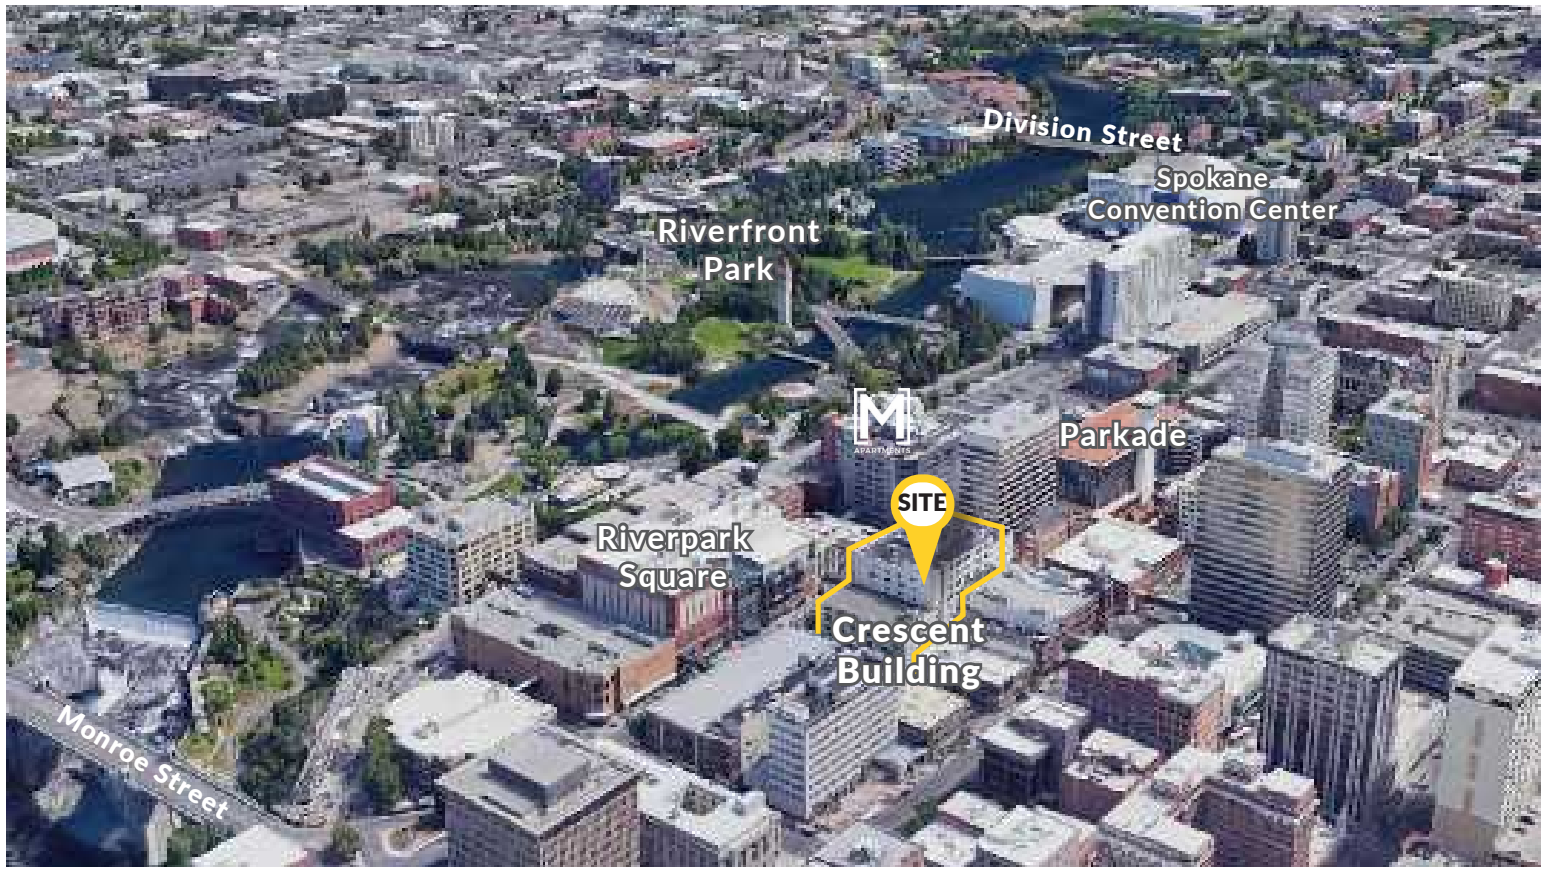 Division Street
Spokane
Convention Center
Riverfront
Park
M
APARTMENTS
Parkade
SITE
Riverpark
Square
Crescent
Building
Monroe Street